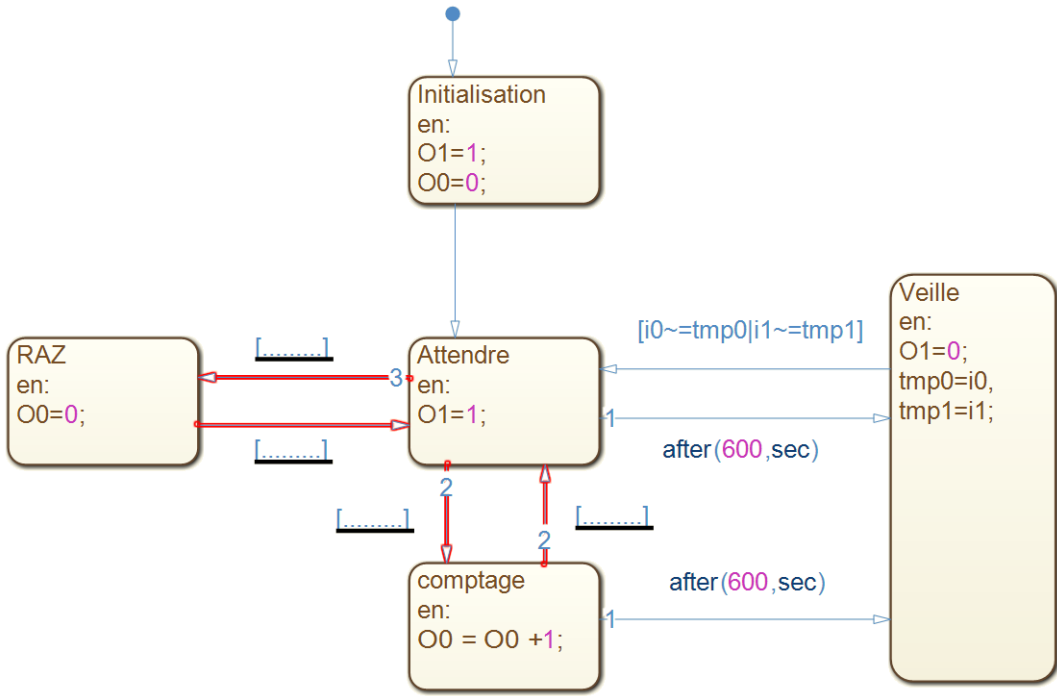 Initialisation
en:
O1=1;
O0=0;
Veille
en:
O1=0;
tmp0=i0,
tmp1=i1;
[i0~=tmp0|i1~=tmp1]
RAZ
en:
O0=0;
[.........]
3
[.........]
Attendre
en:
O1=1;
1
after(600,sec)
2
[.........]
[.........]
2
comptage
en:
O0 = O0 +1;
after(600,sec)
1